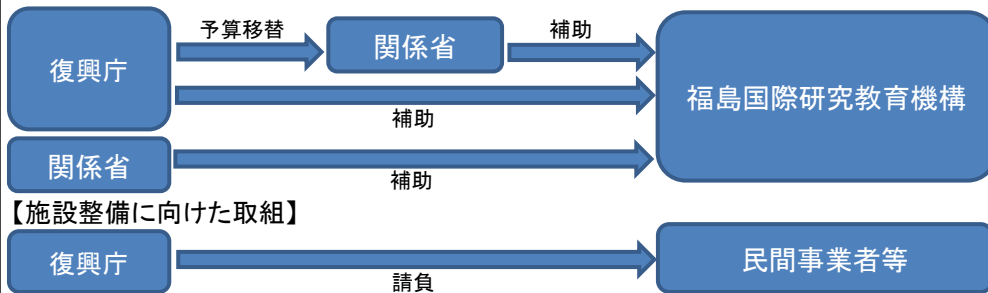 予算移替
補助
復興庁
関係省
福島国際研究教育機構
補助
関係省
補助
【施設整備に向けた取組】
復興庁
民間事業者等
請負